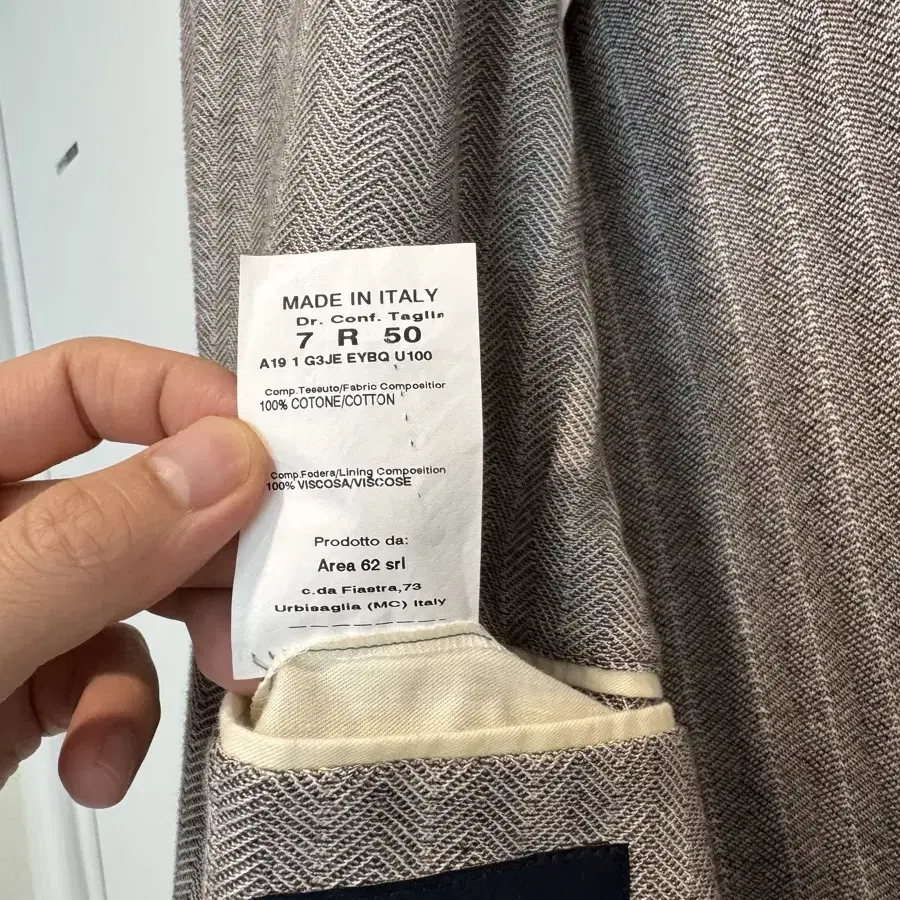 MADE IN ITALY
Dr. Conf. Taglia
7 R 50
A19 1 G3JE EYBQ U100
Comp.Tessuto/Fabric Composition
100% COTONE/COTTON
Comp.Fodera/Lining Composition
100% VISCOSA/VISCOSE
Prodotto da:
Area 62 srl
c.da Fiastra,73
Urbisaglia (MC) Italy